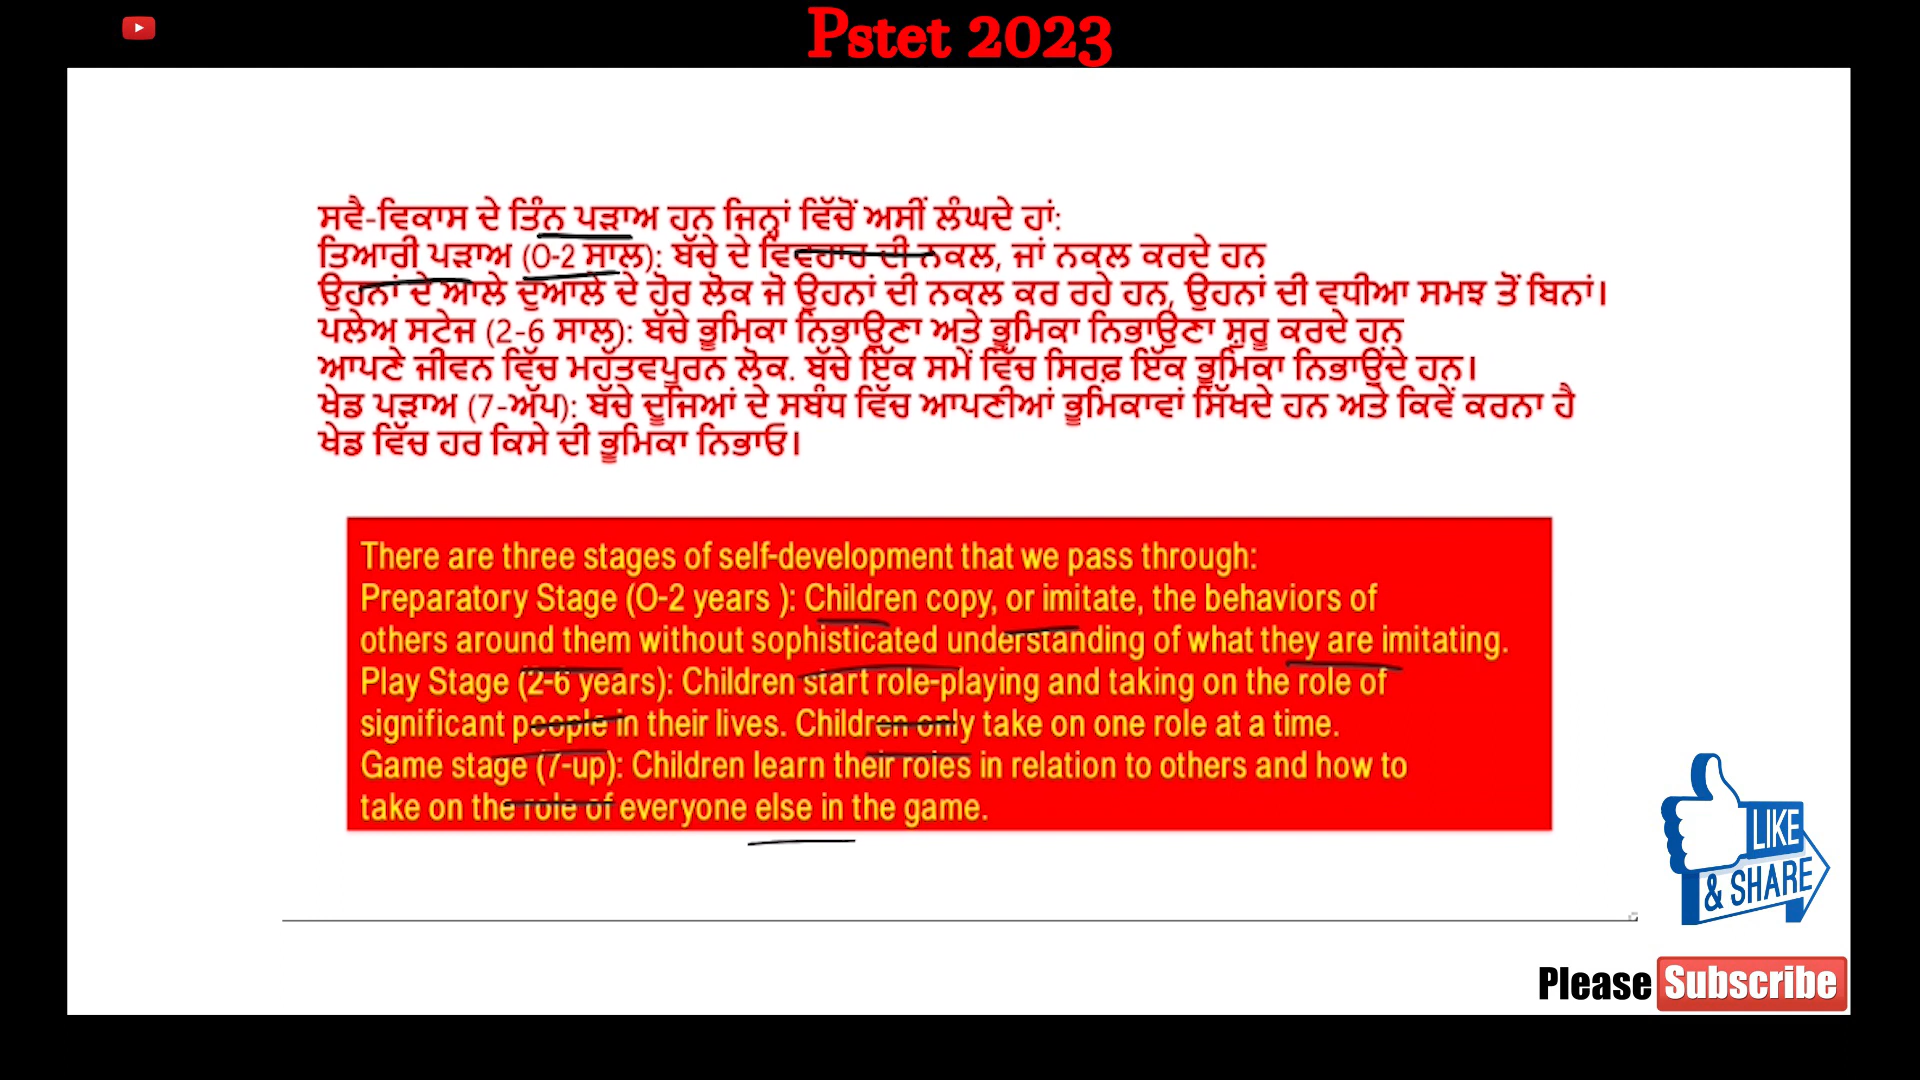 Pstet 2023
ਸਵੈ-ਵਿਕਾਸ ਦੇ ਤਿੰਨ ਪੜਾਅ ਹਨ ਜਿਨ੍ਹਾਂ ਵਿੱਚੋਂ ਅਸੀਂ ਲੰਘਦੇ ਹਾਂ:
ਤਿਆਰੀ ਪੜਾਅ (0-2 ਸਾਲ): ਬੱਚੇ ਦੇ ਵਿਵਹਾਰ ਦੀ ਨਕਲ, ਜਾਂ ਨਕਲ ਕਰਦੇ ਹਨ
ਉਹਨਾਂ ਦੇ ਆਲੇ ਦੁਆਲੇ ਦੇ ਹੋਰ ਲੋਕ ਜੋ ਉਹਨਾਂ ਦੀ ਨਕਲ ਕਰ ਰਹੇ ਹਨ, ਉਹਨਾਂ ਦੀ ਵਧੀਆ ਸਮਝ ਤੋਂ ਬਿਨਾਂ।
ਪਲੇਅ ਸਟੇਜ (2-6 ਸਾਲ): ਬੱਚੇ ਭੂਮਿਕਾ ਨਿਭਾਉਣਾ ਅਤੇ ਭੂਮਿਕਾ ਨਿਭਾਉਣਾ ਸ਼ੁਰੂ ਕਰਦੇ ਹਨ
ਆਪਣੇ ਜੀਵਨ ਵਿੱਚ ਮਹੱਤਵਪੂਰਨ ਲੋਕ. ਬੱਚੇ ਇੱਕ ਸਮੇਂ ਵਿੱਚ ਸਿਰਫ਼ ਇੱਕ ਭੂਮਿਕਾ ਨਿਭਾਉਂਦੇ ਹਨ।
ਖੇਡ ਪੜਾਅ (7-ਅੱਪ): ਬੱਚੇ ਦੂਜਿਆਂ ਦੇ ਸਬੰਧ ਵਿੱਚ ਆਪਣੀਆਂ ਭੂਮਿਕਾਵਾਂ ਸਿੱਖਦੇ ਹਨ ਅਤੇ ਕਿਵੇਂ ਕਰਨਾ ਹੈ
ਖੇਡ ਵਿੱਚ ਹਰ ਕਿਸੇ ਦੀ ਭੂਮਿਕਾ ਨਿਭਾਓ।
There are three stages of self-development that we pass through:
Preparatory Stage (0-2 years ): Children copy, or imitate, the behaviors of
others around them without sophisticated understanding of what they are imitating.
Play Stage (2-6 years): Children start role-playing and taking on the role of
significant people in their lives. Children only take on one role at a time.
Game stage (7-up): Children learn their roles in relation to others and how to
take on the role of everyone else in the game.
LIKE
& SHARE
Please Subscribe